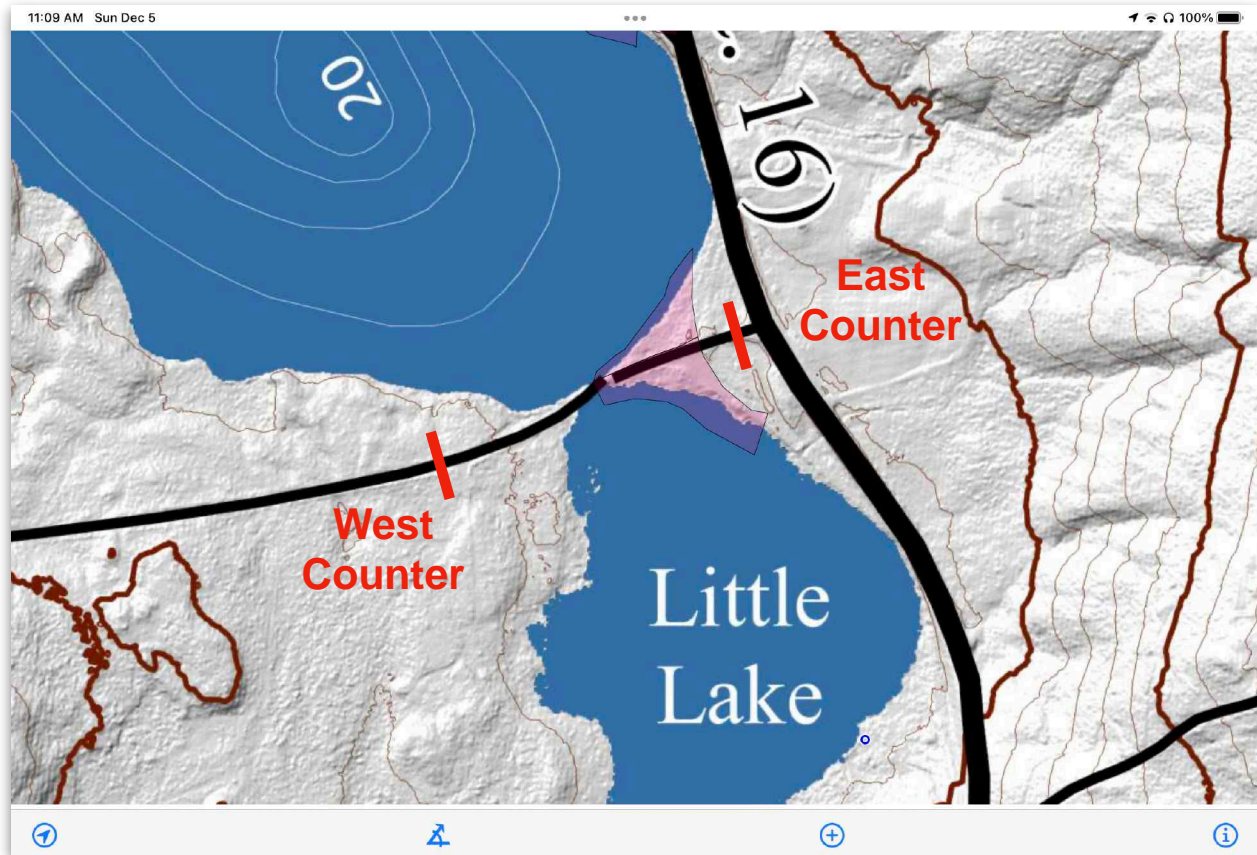 11:09 AM Sun Dec 5
100%
20
. 16)
East
Counter
West
Counter
Little
Lake